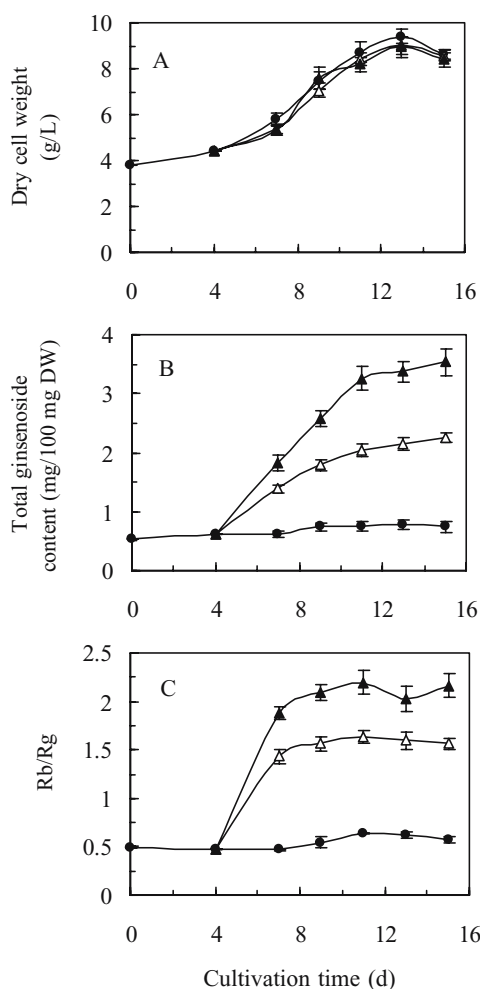 Dry cell weight
(g/L)
A
10
8
6
4
2
0
0 4 8 12 16
Total ginsenoside
content (mg/100 mg DW)
B
4
3
2
1
0
0 4 8 12 16
Rb/Rg
C
2.5
2
1.5
1
0.5
0
0 4 8 12 16
Cultivation time (d)